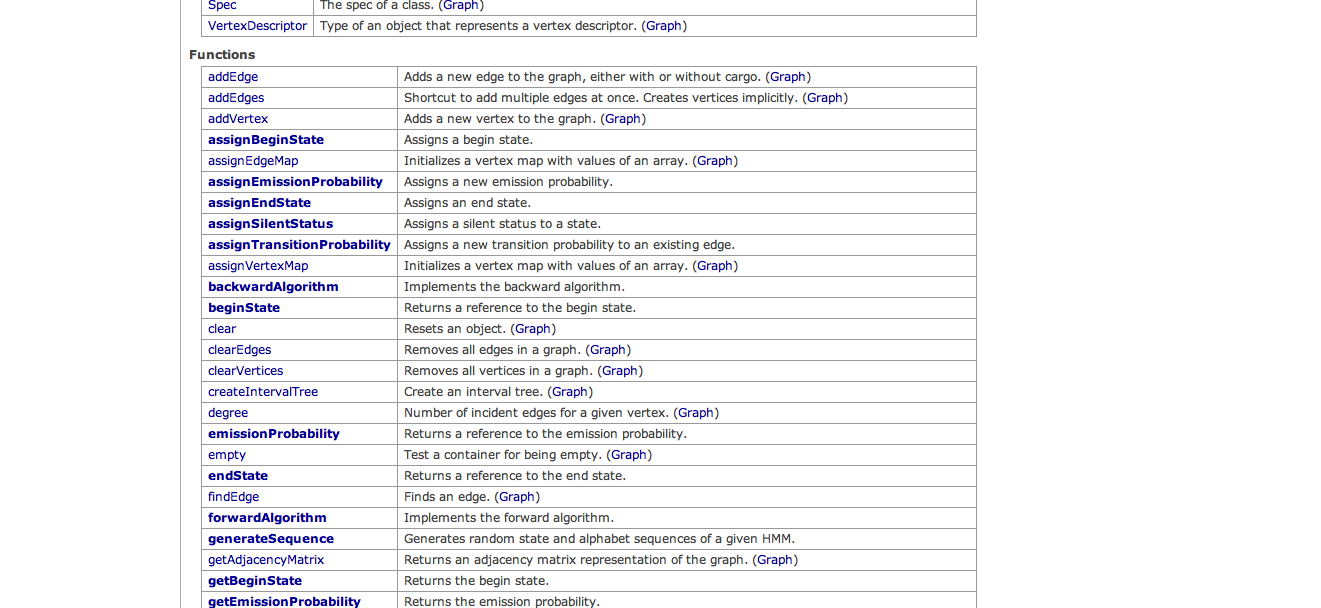 Spec The spec of a class. (Graph)
VertexDescriptor Type of an object that represents a vertex descriptor. (Graph)
Functions
addEdge Adds a new edge to the graph, either with or without cargo. (Graph)
addEdges Shortcut to add multiple edges at once. Creates vertices implicitly. (Graph)
addVertex Adds a new vertex to the graph. (Graph)
assignBeginState Assigns a begin state.
assignEdgeMap Initializes a vertex map with values of an array. (Graph)
assignEmissionProbability Assigns a new emission probability.
assignEndState Assigns an end state.
assignSilentStatus Assigns a silent status to a state.
assignTransitionProbability Assigns a new transition probability to an existing edge.
assignVertexMap Initializes a vertex map with values of an array. (Graph)
backwardAlgorithm Implements the backward algorithm.
beginState Returns a reference to the begin state.
clear Resets an object. (Graph)
clearEdges Removes all edges in a graph. (Graph)
clearVertices Removes all vertices in a graph. (Graph)
createIntervalTree Create an interval tree. (Graph)
degree Number of incident edges for a given vertex. (Graph)
emissionProbability Returns a reference to the emission probability.
empty Test a container for being empty. (Graph)
endState Returns a reference to the end state.
findEdge Finds an edge. (Graph)
forwardAlgorithm Implements the forward algorithm.
generateSequence Generates random state and alphabet sequences of a given HMM.
getAdjacencyMatrix Returns an adjacency matrix representation of the graph. (Graph)
getBeginState Returns the begin state.
getEmissionProbability Returns the emission probability.